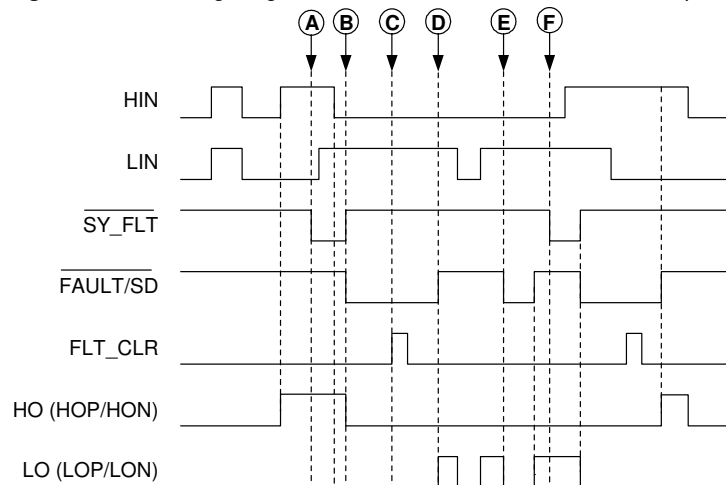 A B C D E F
HIN
LIN
SY_FLT
FAULT/SD
FLT_CLR
HO (HOP/HON)
LO (LOP/LON)